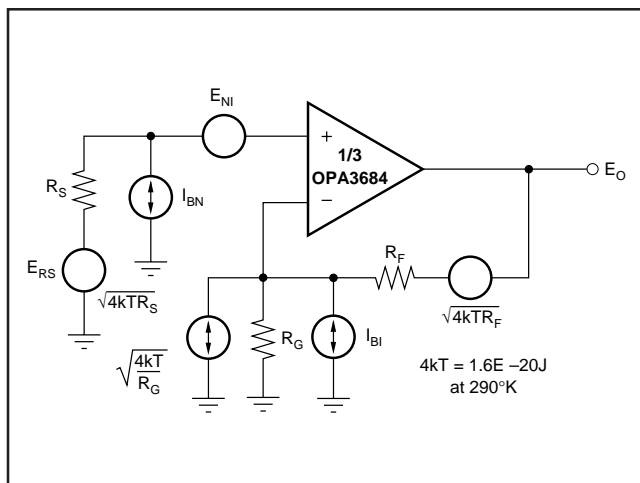 E_NI
+
1/3
OPA3684
−
E_O
R_S
I_BN
R_F
E_RS
√4kTR_S
√4kTR_F
√4kT/R_G
R_G
I_BI
4kT = 1.6E –20J
at 290°K